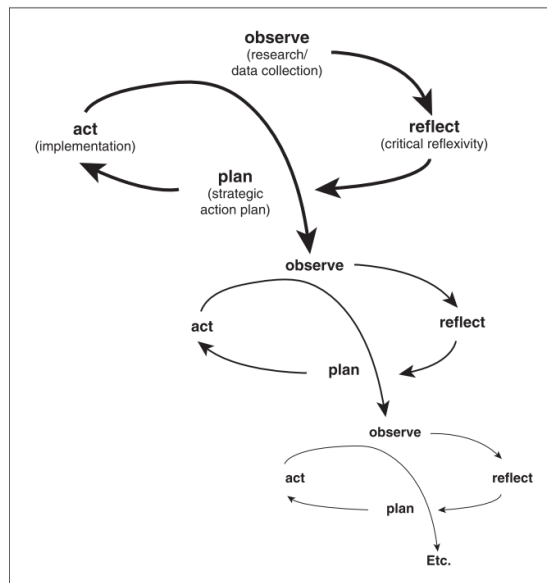 observe
(research/
data collection)
reflect
(critical reflexivity)
act
(implementation)
plan
(strategic
action plan)
observe
reflect
act
plan
observe
reflect
act
plan
Etc.